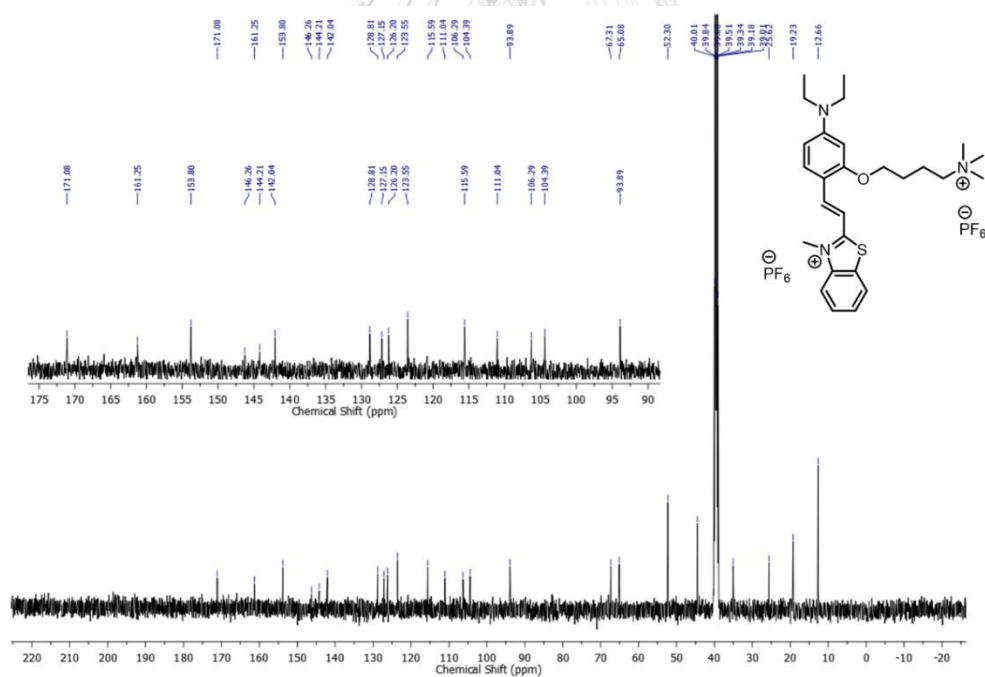 171.08 161.25 153.80 146.26 144.21 142.04 128.81 127.15 126.20 123.55 115.59 111.04 106.29 104.39 93.89 67.31 65.08 52.30 40.01 39.84 39.51 39.34 39.18 39.01 25.62 19.23 12.66
N
N
⊕
O
⊖
PF6
171.08 161.25 153.80 146.26 144.21 142.04 128.81 127.15 126.20 123.55 115.59 111.04 106.29 104.39 93.89
N
⊕
S
⊖
PF6
175 170 165 160 155 150 145 140 135 130 125 120 115 110 105 100 95 90
Chemical Shift (ppm)
220 210 200 190 180 170 160 150 140 130 120 110 100 90 80 70 60 50 40 30 20 10 0 -10 -20
Chemical Shift (ppm)